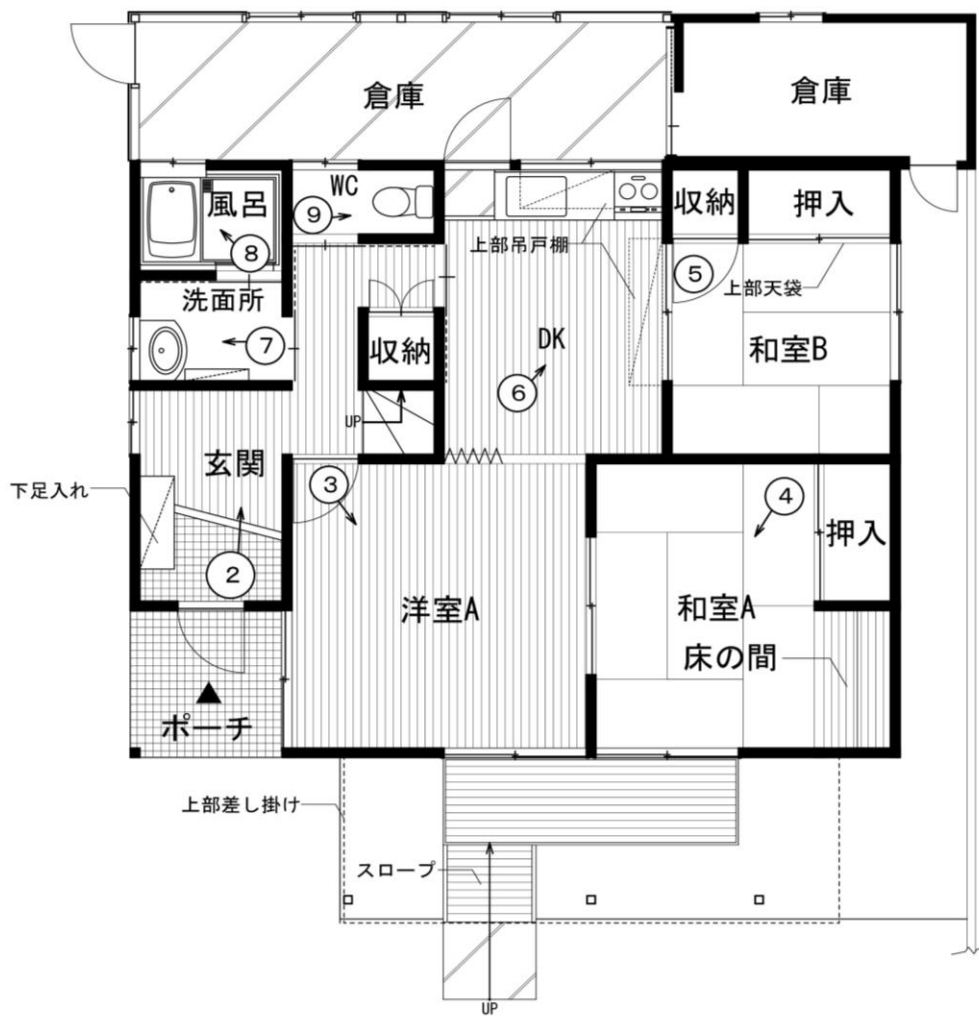 倉庫
倉庫
WC
風呂
⑨
収納
押入
⑧
上部吊戸棚
⑤
上部天袋
洗面所
⑦
収納
DK
和室B
⑥
UP
玄関
下足入れ
③
④
押入
②
洋室A
和室A
床の間
ポーチ
上部差し掛け
スロープ
UP